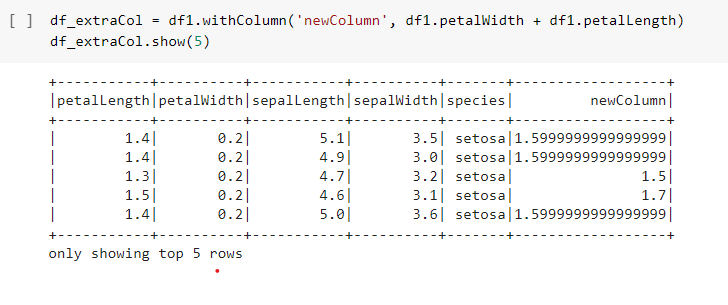 [ ] df_extraCol = df1.withColumn('newColumn', df1.petalWidth + df1.petalLength)
df_extraCol.show(5)
+-----------+----------+-----------+----------+-------+------------------+
|petalLength|petalWidth|sepalLength|sepalWidth|species|         newColumn|
+-----------+----------+-----------+----------+-------+------------------+
|        1.4|       0.2|        5.1|       3.5| setosa|1.5999999999999999|
|        1.4|       0.2|        4.9|       3.0| setosa|1.5999999999999999|
|        1.3|       0.2|        4.7|       3.2| setosa|               1.5|
|        1.5|       0.2|        4.6|       3.1| setosa|               1.7|
|        1.4|       0.2|        5.0|       3.6| setosa|1.5999999999999999|
+-----------+----------+-----------+----------+-------+------------------+
only showing top 5 rows